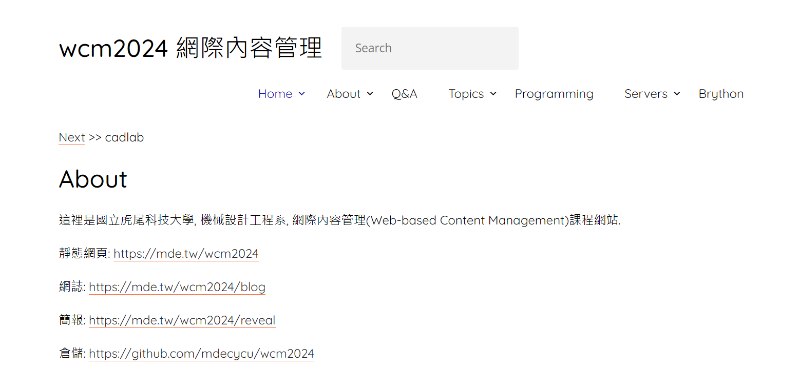 wcm2024 網際內容管理
Search
Home About Q&A Topics Programming Servers Brython
Next >> cadlab
About
這裡是國立虎尾科技大學, 機械設計工程系, 網際內容管理(Web-based Content Management)課程網站.
靜態網頁: https://mde.tw/wcm2024
網誌: https://mde.tw/wcm2024/blog
簡報: https://mde.tw/wcm2024/reveal
倉儲: https://github.com/mdecycu/wcm2024